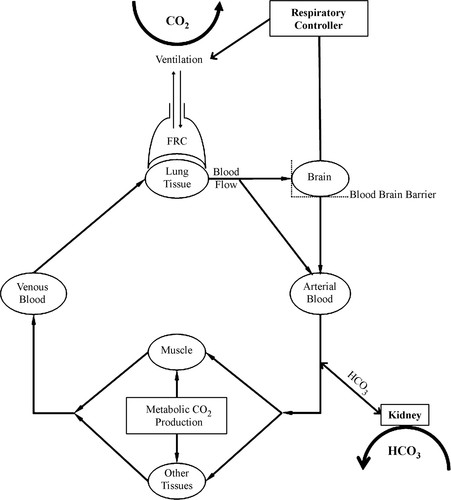 CO2
Respiratory
Controller
Ventilation
FRC
Lung
Tissue
Blood
Flow
Brain
Blood Brain Barrier
Venous
Blood
Arterial
Blood
Muscle
HCO3
Metabolic CO2
Production
Kidney
Other
Tissues
HCO3